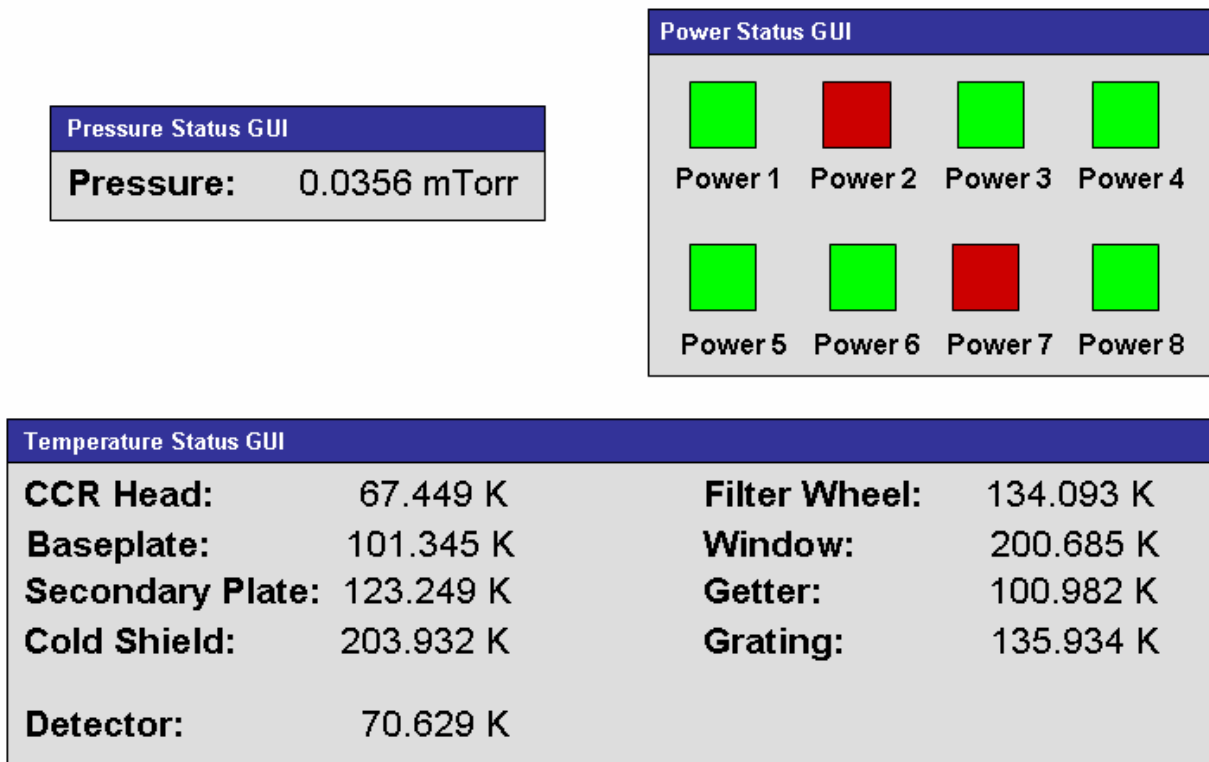 Power Status GUI
Power 1 Power 2 Power 3 Power 4
Power 5 Power 6 Power 7 Power 8
Pressure Status GUI
Pressure: 0.0356 mTorr
Temperature Status GUI
CCR Head: 67.449 K Filter Wheel: 134.093 K
Baseplate: 101.345 K Window: 200.685 K
Secondary Plate: 123.249 K Getter: 100.982 K
Cold Shield: 203.932 K Grating: 135.934 K
Detector: 70.629 K